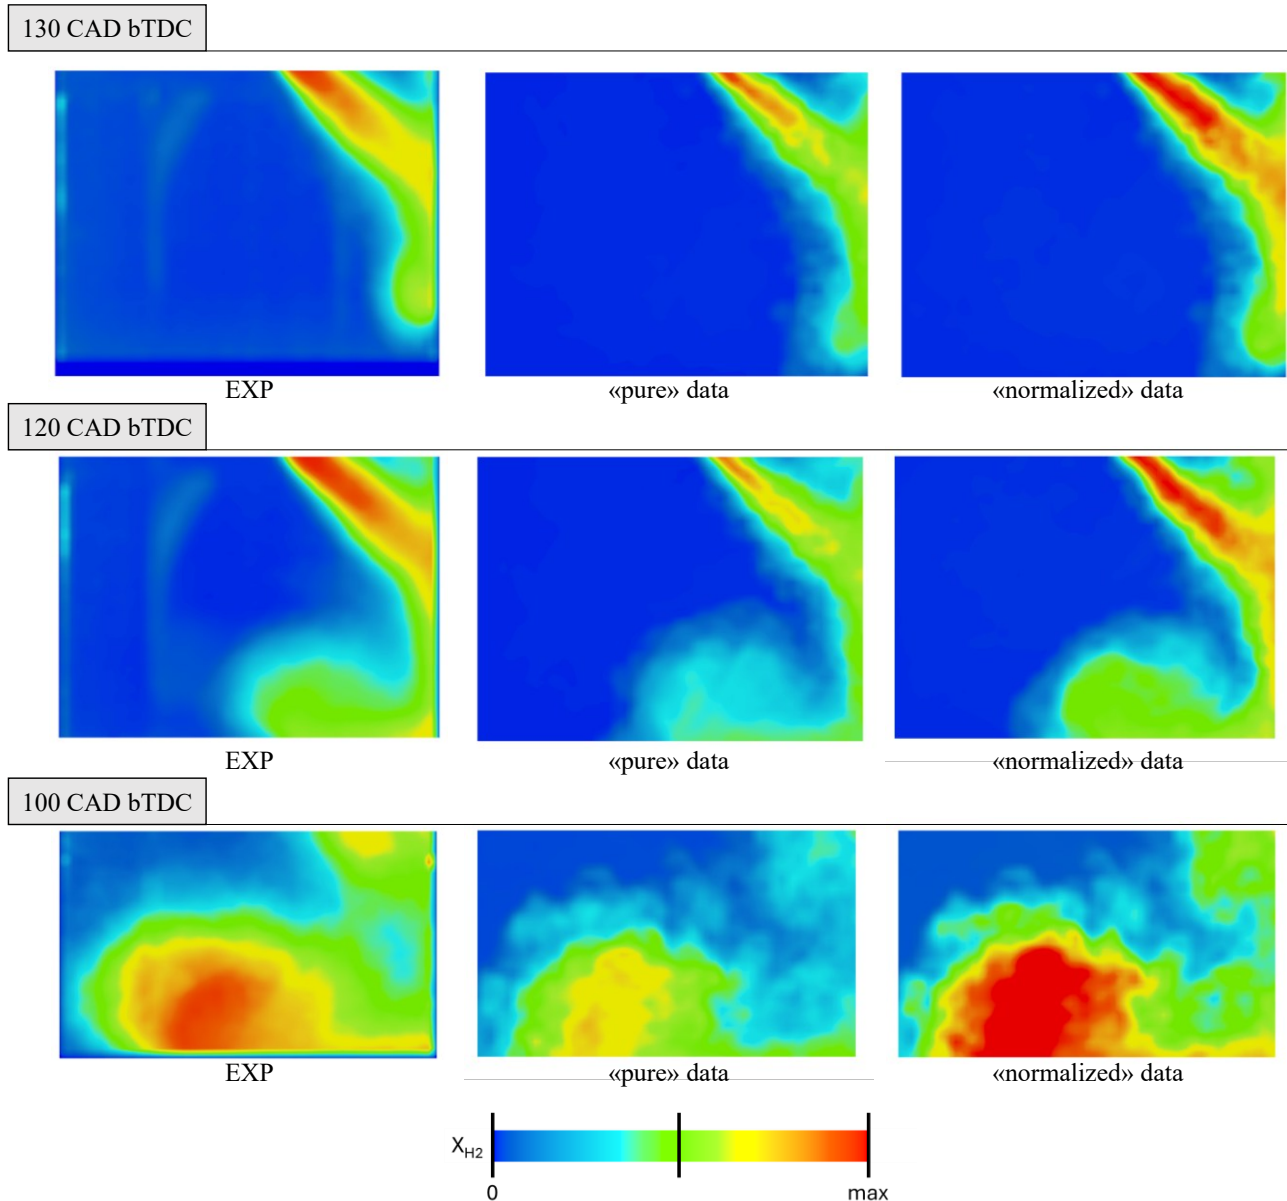 130 CAD bTDC
EXP
«pure» data
«normalized» data
120 CAD bTDC
EXP
«pure» data
«normalized» data
100 CAD bTDC
EXP
«pure» data
«normalized» data
X_H2
0
max